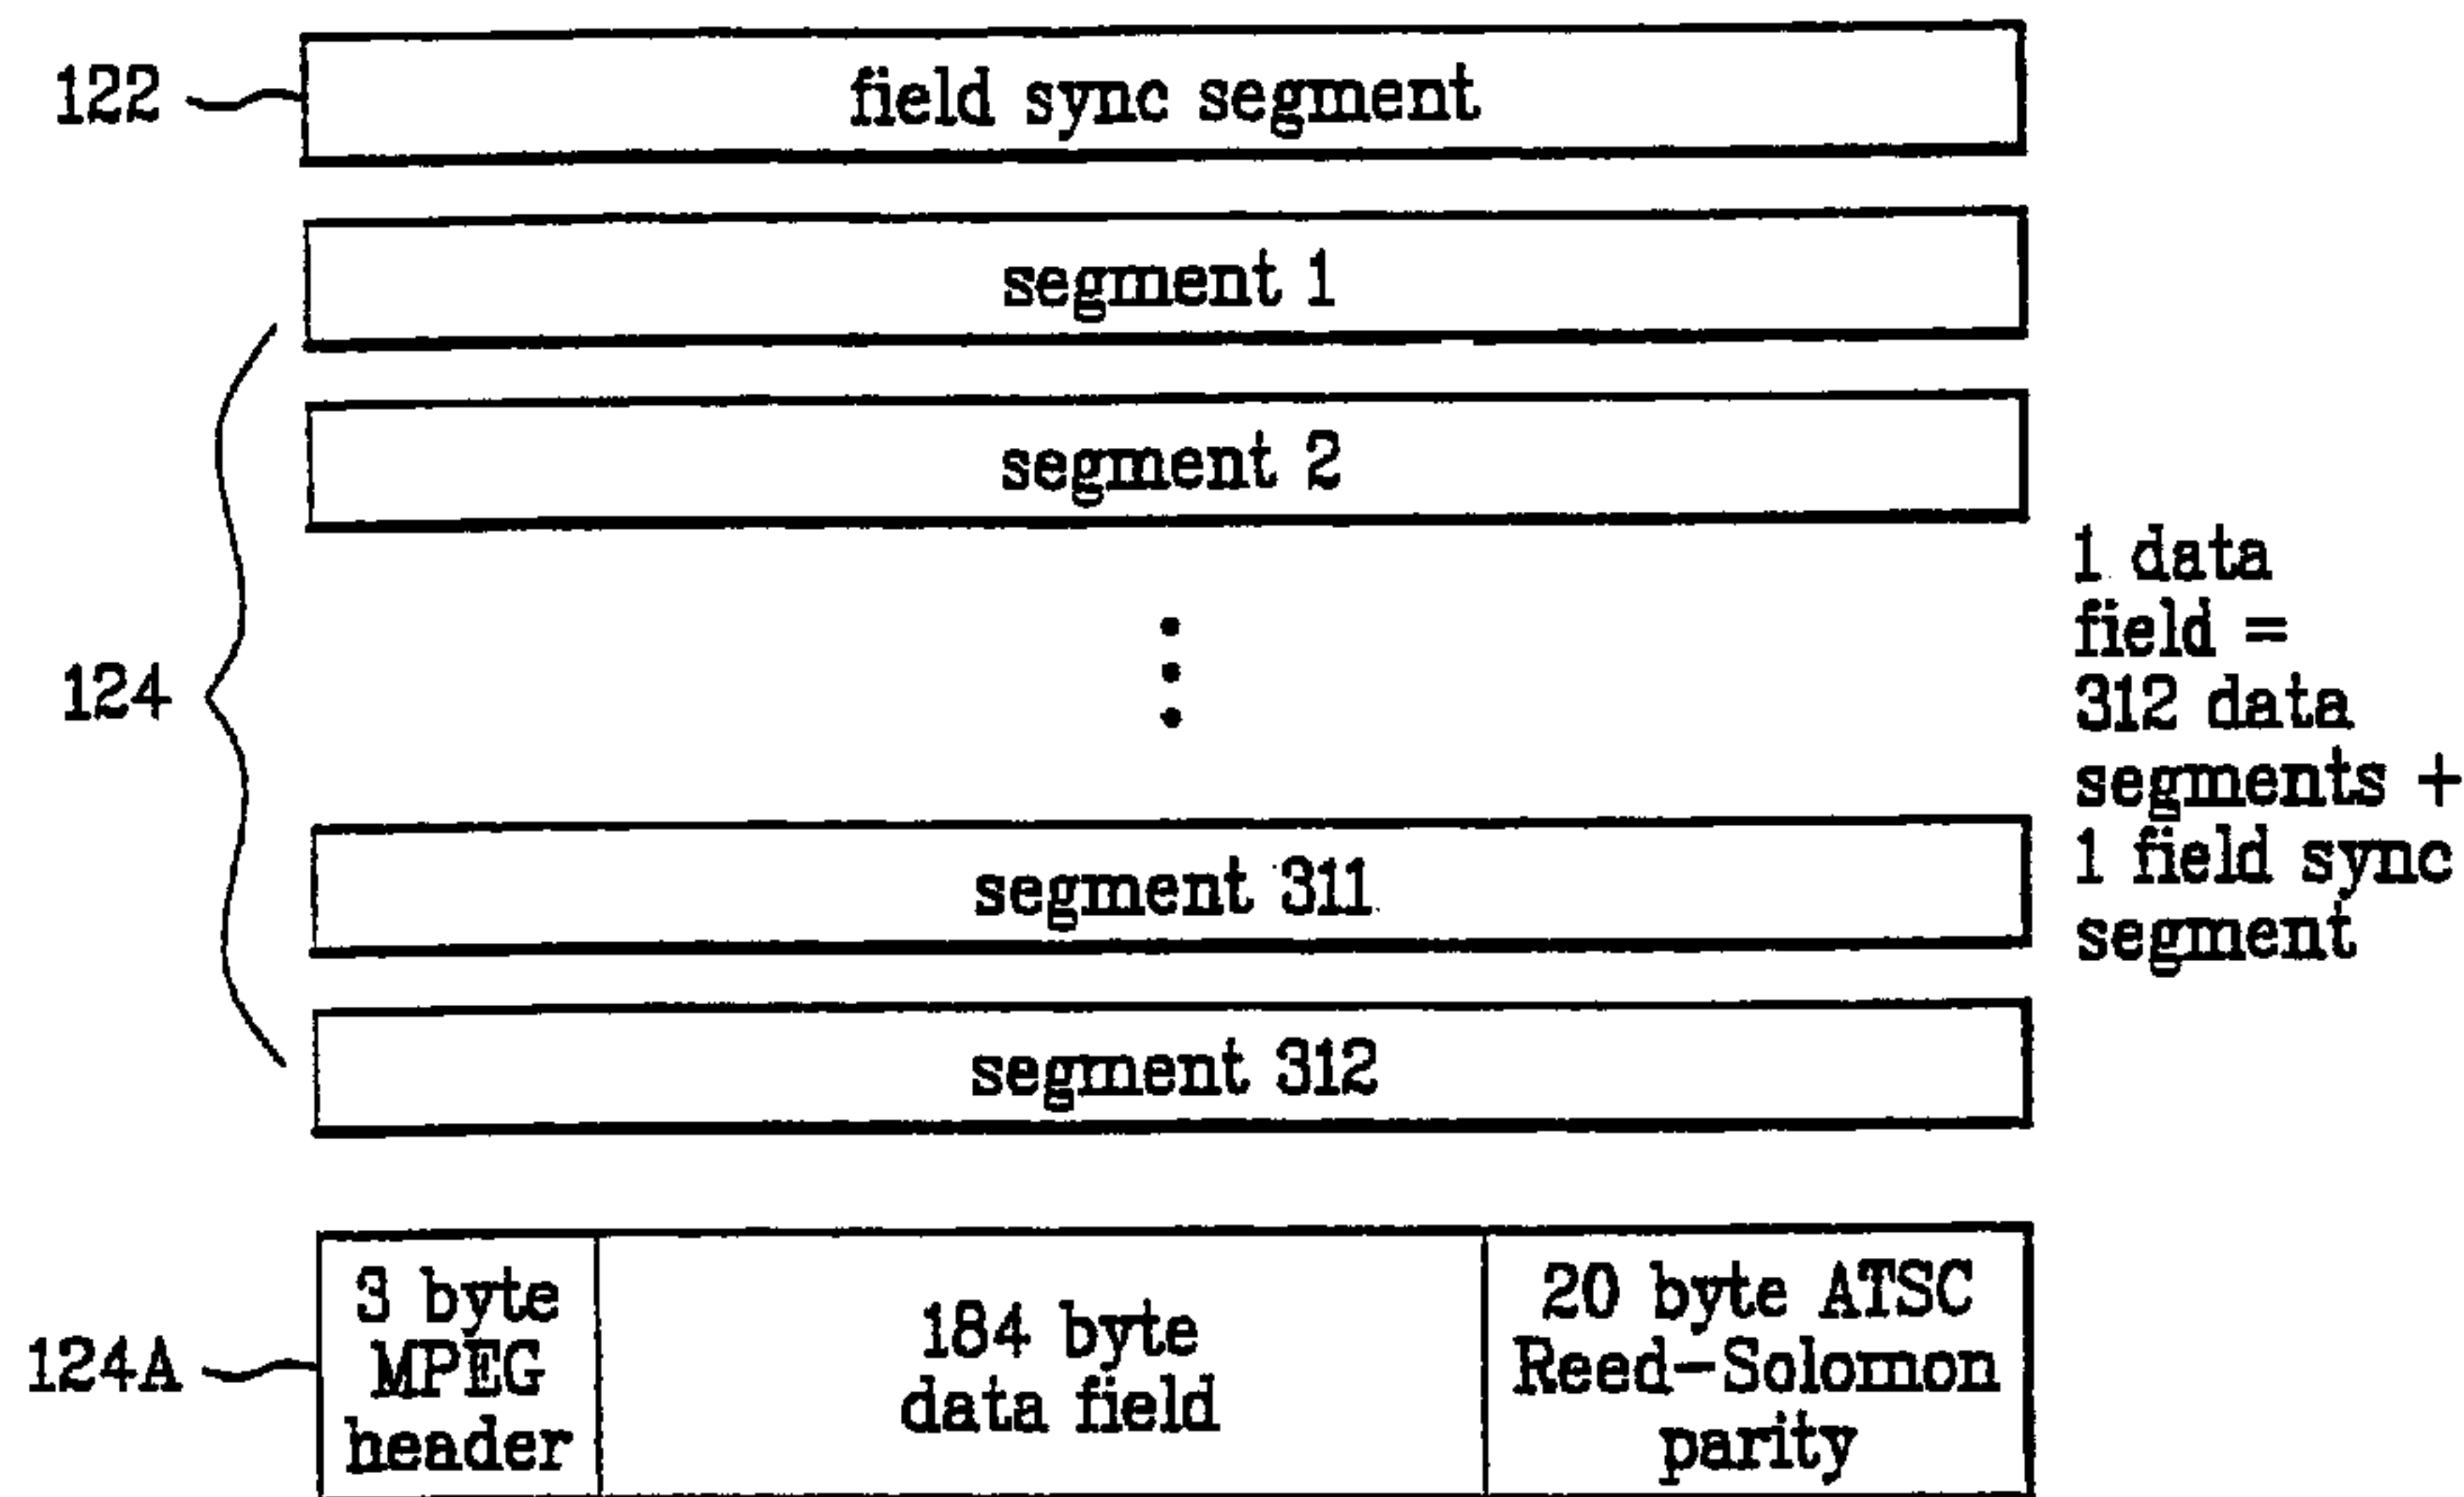 122
field sync segment
segment 1
segment 2
124
1 data
field =
312 data
segments +
1 field sync
segment
segment 311
segment 312
124A
3 byte
MPEG
header
184 byte
data field
20 byte ATSC
Reed-Solomon
parity